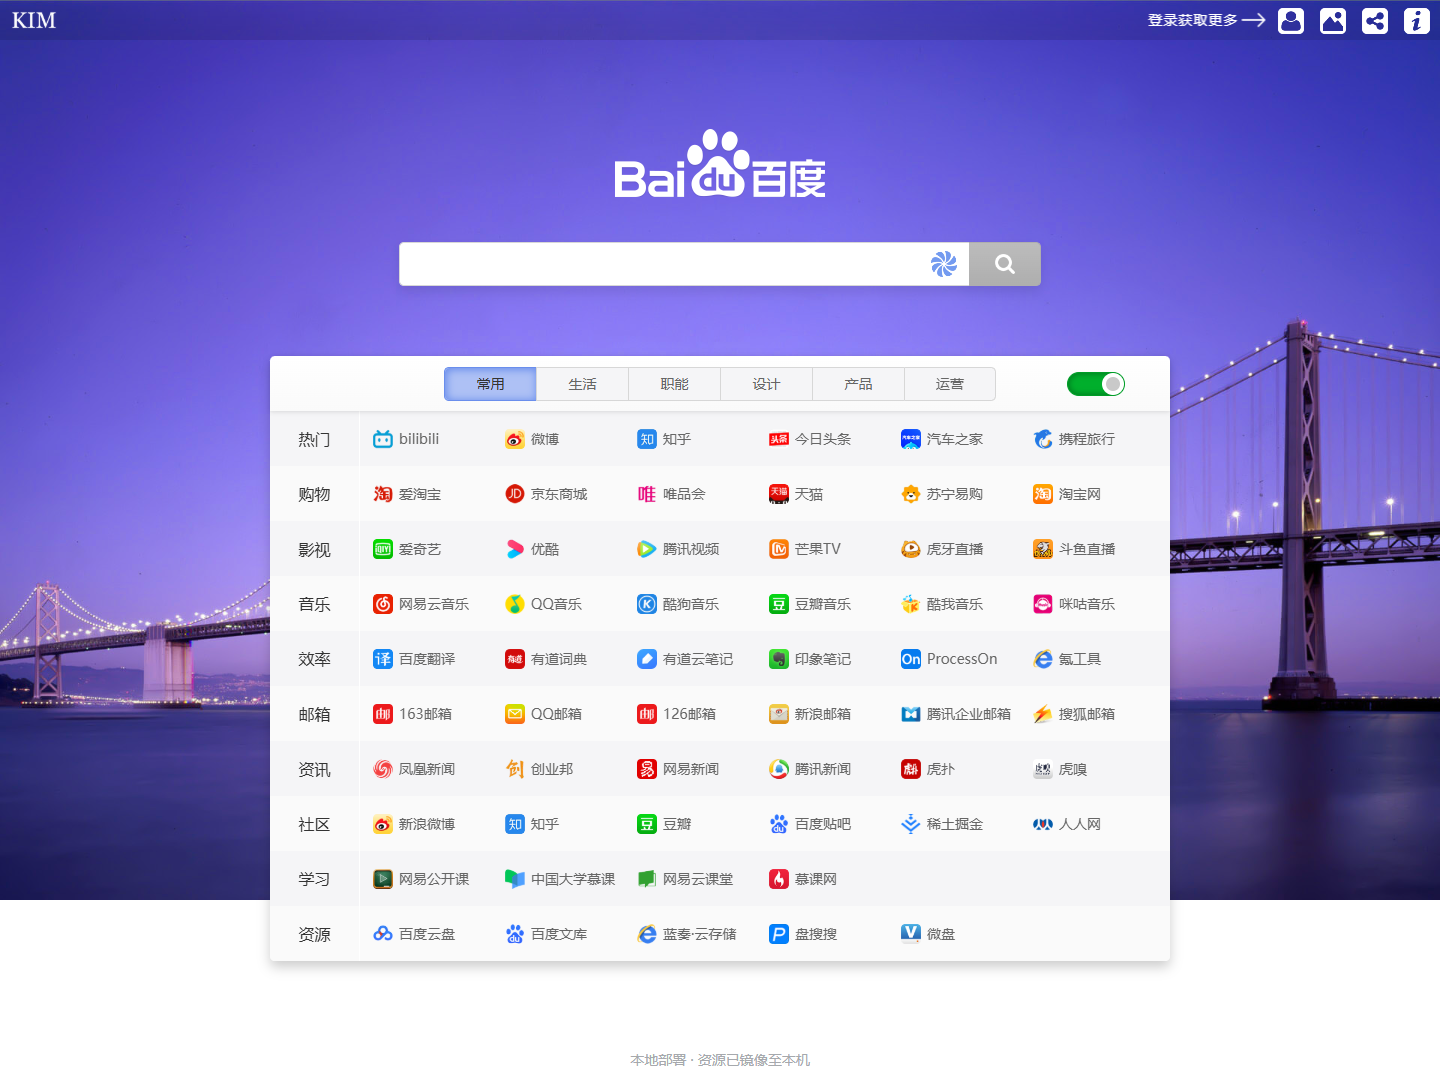 KIM
登录获取更多
Bai du 百度
常用 生活 职能 设计 产品 运营
热门 bilibili 微博 知乎 今日头条 汽车之家 携程旅行
购物 爱淘宝 京东商城 唯品会 天猫 苏宁易购 淘宝网
影视 爱奇艺 优酷 腾讯视频 芒果TV 虎牙直播 斗鱼直播
音乐 网易云音乐 QQ音乐 酷狗音乐 豆瓣音乐 酷我音乐 咪咕音乐
效率 百度翻译 有道词典 有道云笔记 印象笔记 ProcessOn 氢工具
邮箱 163邮箱 QQ邮箱 126邮箱 新浪邮箱 腾讯企业邮箱 搜狐邮箱
资讯 凤凰新闻 创业邦 网易新闻 腾讯新闻 虎扑 虎嗅
社区 新浪微博 知乎 豆瓣 百度贴吧 稀土掘金 人人网
学习 网易公开课 中国大学慕课 网易云课堂 慕课网
资源 百度云盘 百度文库 蓝奏·云存储 盘搜搜 微盘
本地部署 · 资源已镜像至本机